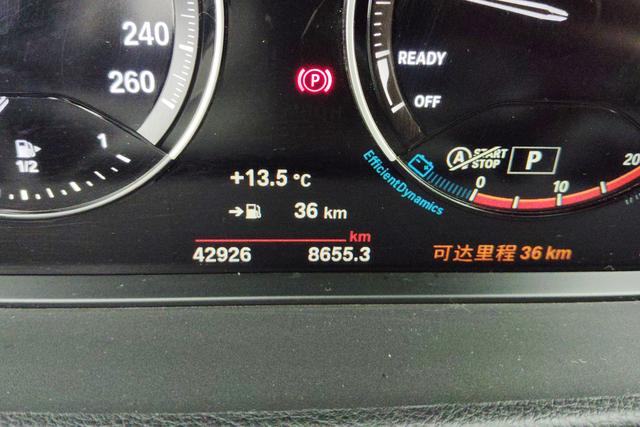 240
260
READY
OFF
1/2
1
P
A START STOP
P
0
10
20
+13.5 °C
36 km
EfficientDynamics
km
42926
8655.3
可达里程 36 km